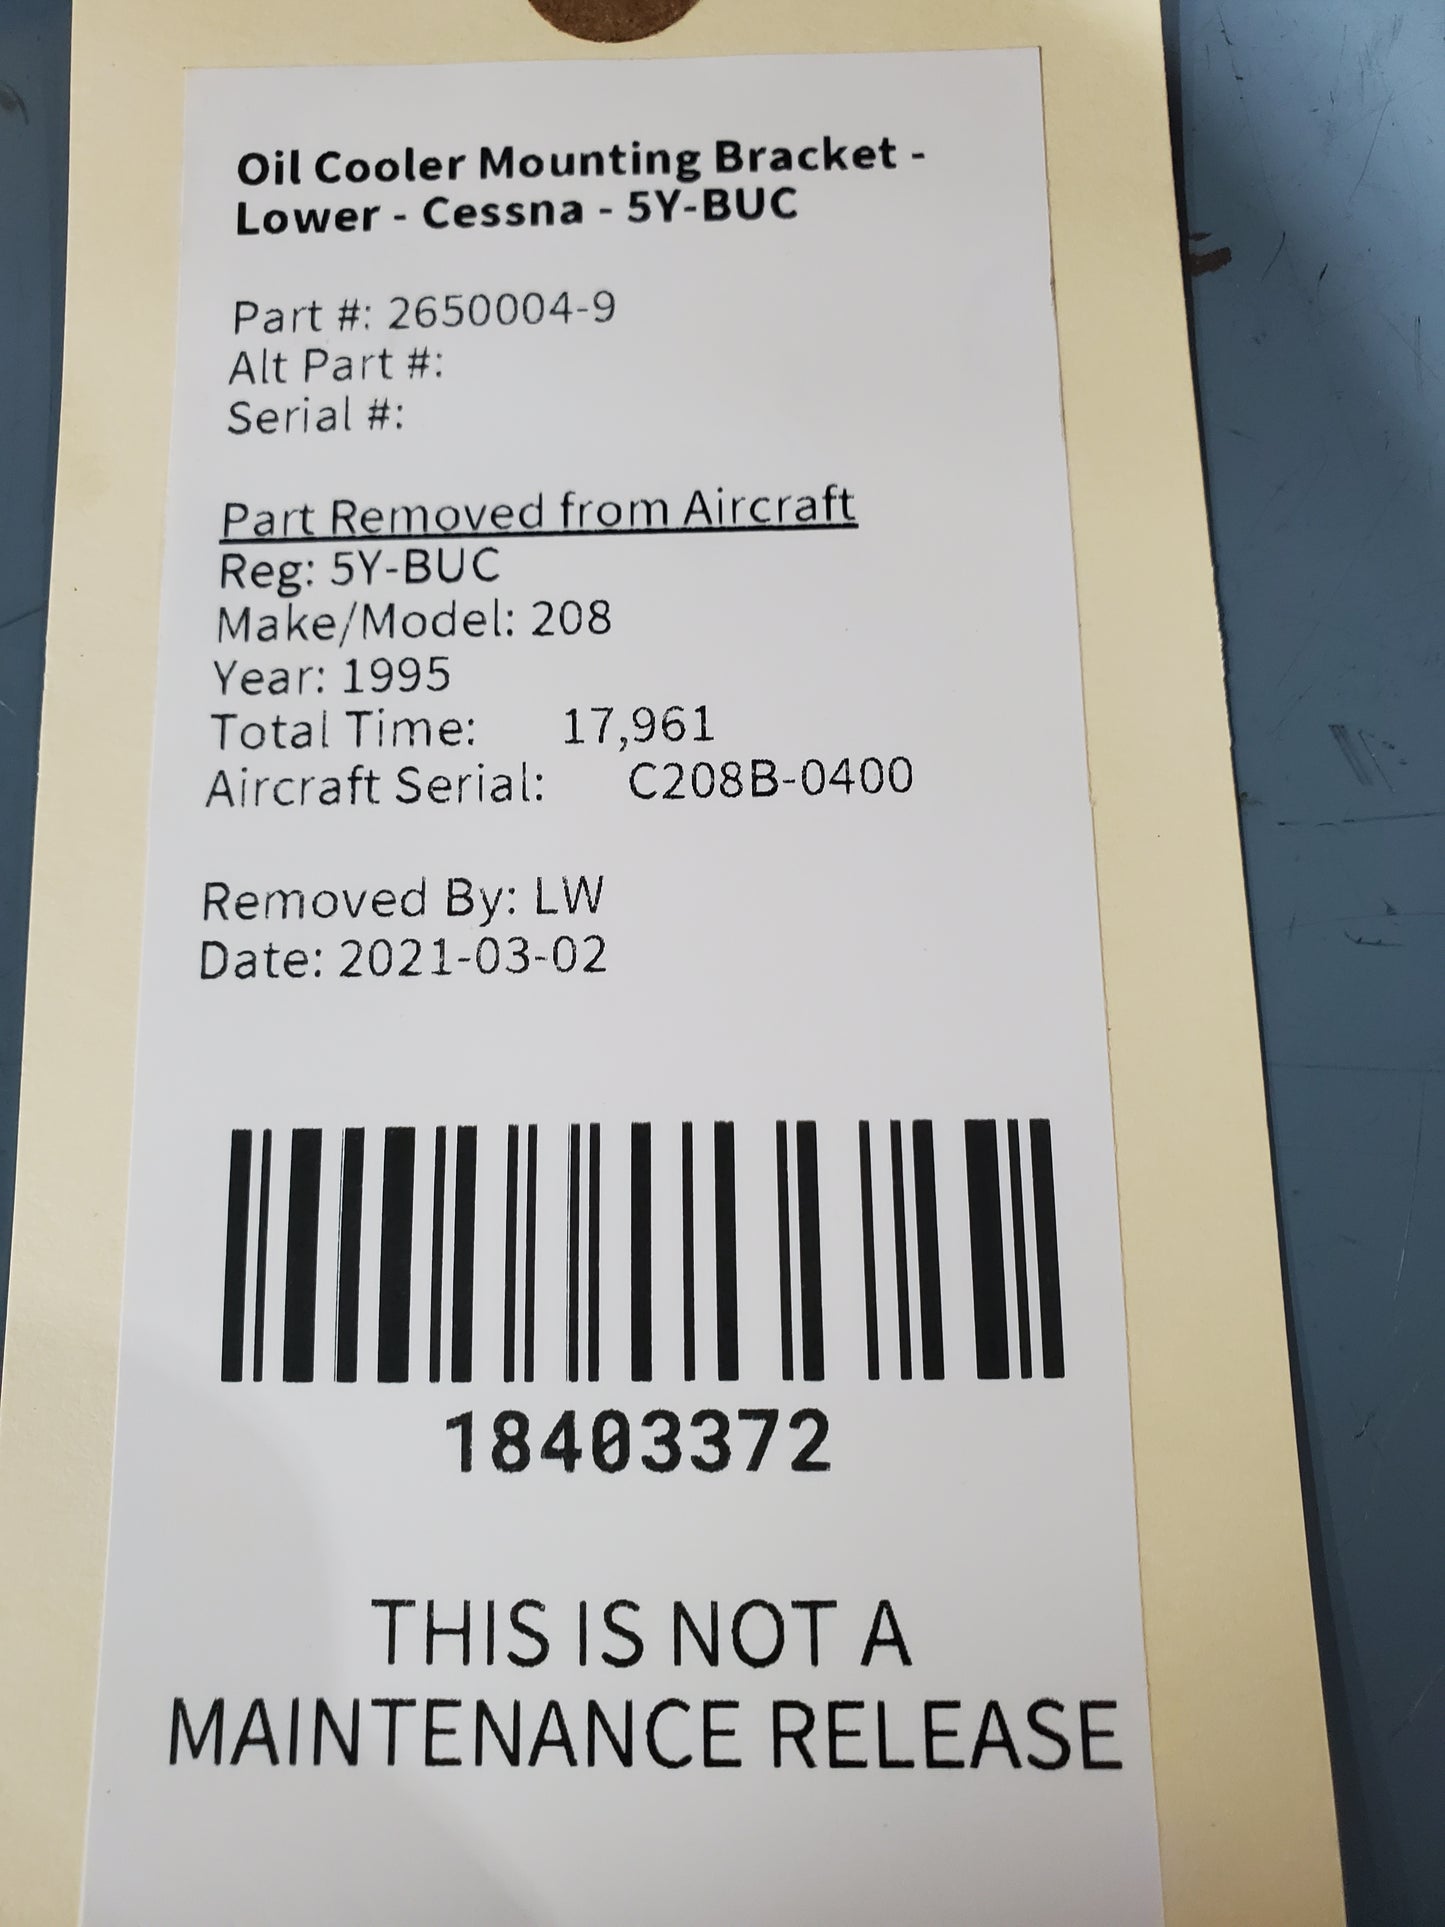 Oil Cooler Mounting Bracket -
Lower - Cessna - 5Y-BUC
Part #: 2650004-9
Alt Part #:
Serial #:
Part Removed from Aircraft
Reg: 5Y-BUC
Make/Model: 208
Year: 1995
Total Time: 17,961
Aircraft Serial: C208B-0400
Removed By: LW
Date: 2021-03-02
18403372
THIS IS NOT A
MAINTENANCE RELEASE